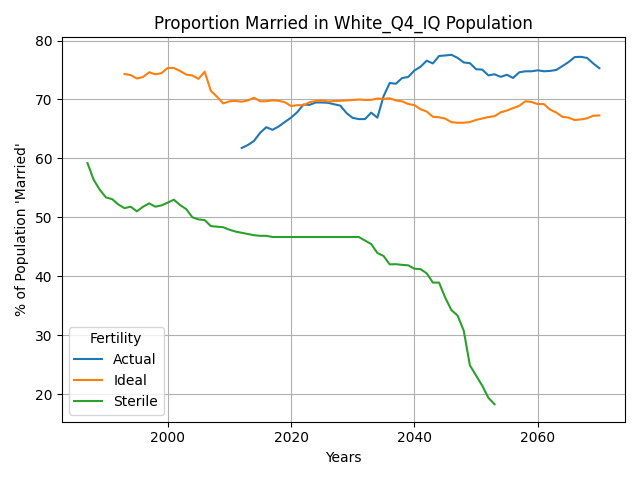 Proportion Married in White_Q4_IQ Population
% of Population 'Married'
80
70
60
50
40
30
20
Fertility
Actual
Ideal
Sterile
2000 2020 2040 2060
Years